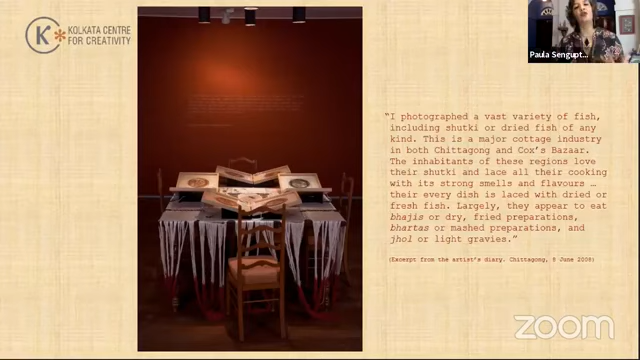 KOLKATA CENTRE
FOR CREATIVITY
Paula Sengupt...
"I photographed a vast variety of fish,
including shutki or dried fish of any
kind. This is a major cottage industry
in both Chittagong and Cox's Bazaar.
The inhabitants of these regions love
their shutki and lace all their cooking
with its strong smells and flavours …
their every dish is laced with dried or
fresh fish. Largely, they appear to eat
bhajis or dry, fried preparations,
bhartas or mashed preparations, and
jhol or light gravies."
(Excerpt from the artist's diary. Chittagong, 8 June 2008)
zoom